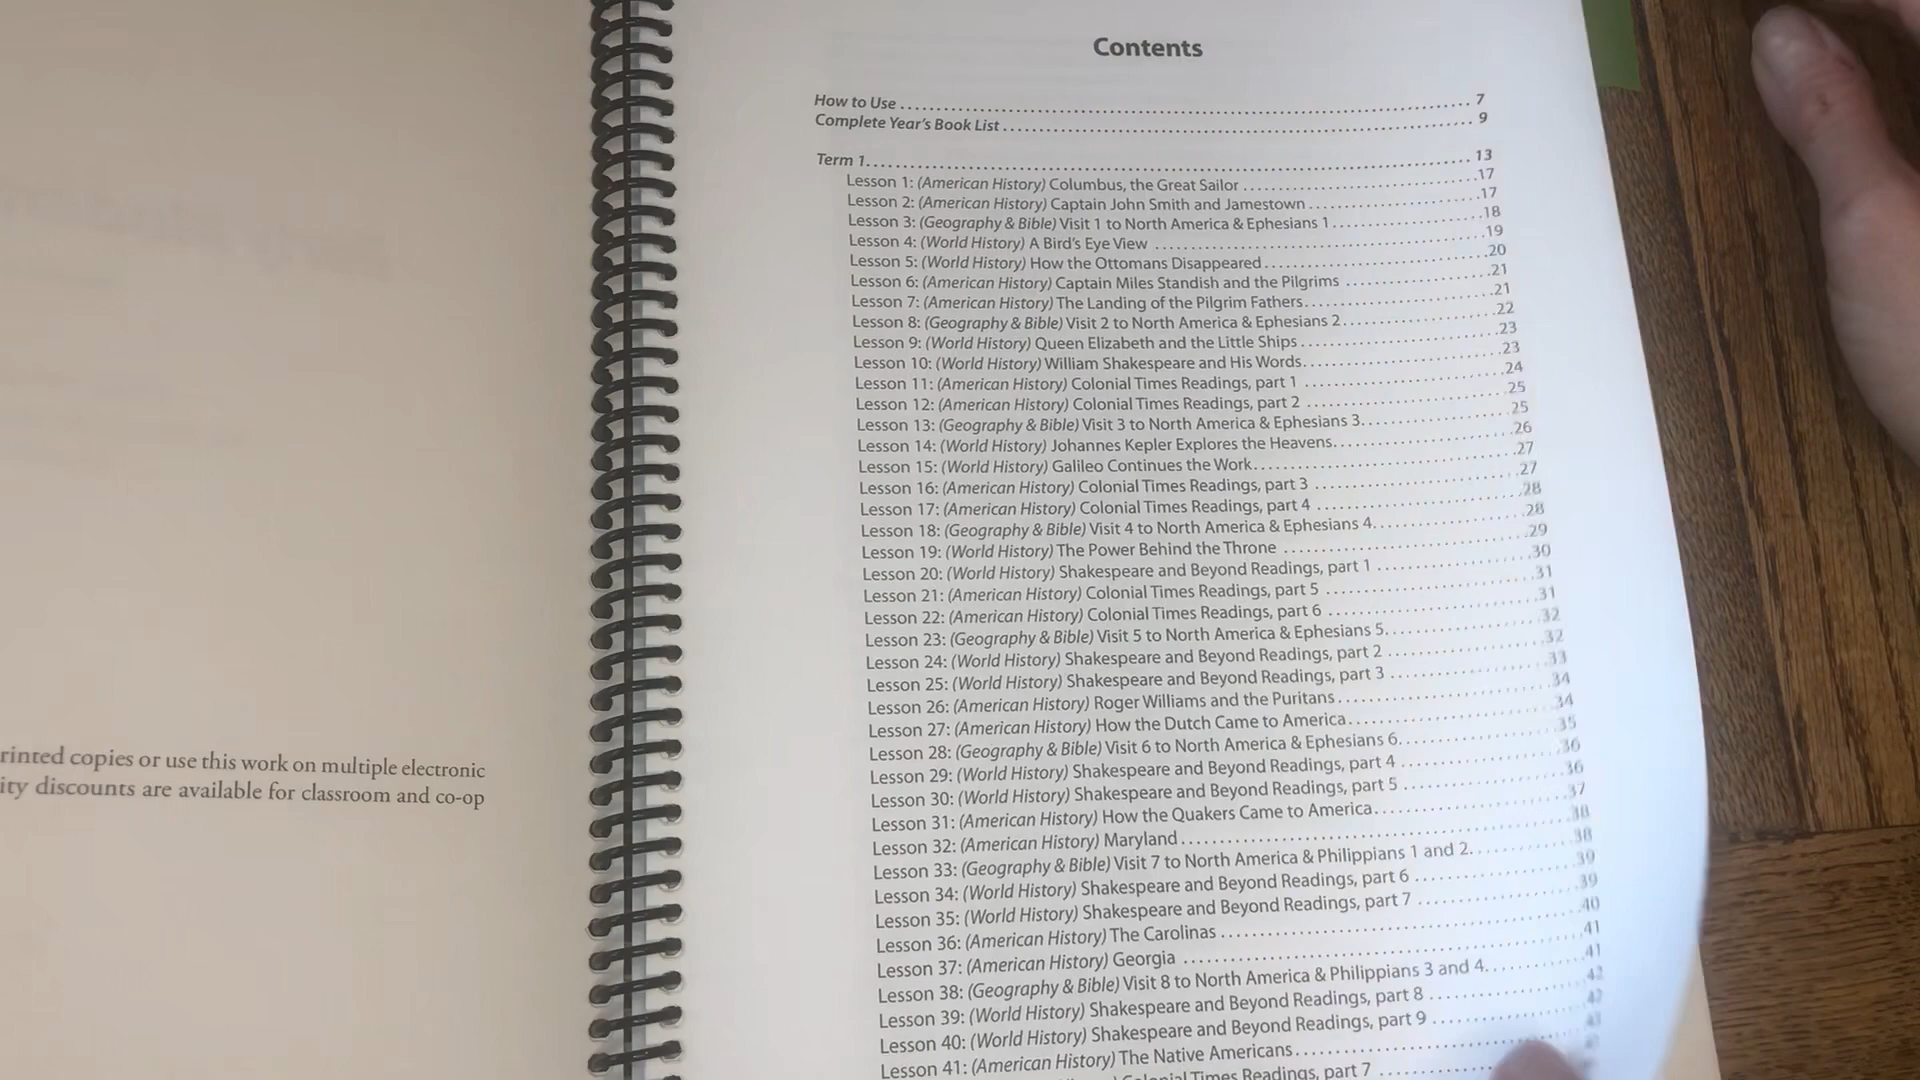 rinted copies or use this work on multiple electronic
ity discounts are available for classroom and co-op
Contents
How to Use ........ 7
Complete Year's Book List ........ 9
Term 1 ........ 13
Lesson 1: (American History) Columbus, the Great Sailor ........ 17
Lesson 2: (American History) Captain John Smith and Jamestown ........ 17
Lesson 3: (Geography & Bible) Visit 1 to North America & Ephesians 1 ........ 18
Lesson 4: (World History) A Bird's Eye View ........ 19
Lesson 5: (World History) How the Ottomans Disappeared ........ 20
Lesson 6: (American History) Captain Miles Standish and the Pilgrims ........ 21
Lesson 7: (American History) The Landing of the Pilgrim Fathers ........ 21
Lesson 8: (Geography & Bible) Visit 2 to North America & Ephesians 2 ........ 22
Lesson 9: (World History) Queen Elizabeth and the Little Ships ........ 23
Lesson 10: (World History) William Shakespeare and His Words ........ 23
Lesson 11: (American History) Colonial Times Readings, part 1 ........ 24
Lesson 12: (American History) Colonial Times Readings, part 2 ........ 25
Lesson 13: (Geography & Bible) Visit 3 to North America & Ephesians 3 ........ 25
Lesson 14: (World History) Johannes Kepler Explores the Heavens ........ 26
Lesson 15: (World History) Galileo Continues the Work ........ 27
Lesson 16: (American History) Colonial Times Readings, part 3 ........ 27
Lesson 17: (American History) Colonial Times Readings, part 4 ........ 28
Lesson 18: (Geography & Bible) Visit 4 to North America & Ephesians 4 ........ 28
Lesson 19: (World History) The Power Behind the Throne ........ 29
Lesson 20: (World History) Shakespeare and Beyond Readings, part 1 ........ 30
Lesson 21: (American History) Colonial Times Readings, part 5 ........ 31
Lesson 22: (American History) Colonial Times Readings, part 6 ........ 31
Lesson 23: (Geography & Bible) Visit 5 to North America & Ephesians 5 ........ 32
Lesson 24: (World History) Shakespeare and Beyond Readings, part 2 ........ 32
Lesson 25: (World History) Shakespeare and Beyond Readings, part 3 ........ 33
Lesson 26: (American History) Roger Williams and the Puritans ........ 34
Lesson 27: (American History) How the Dutch Came to America ........ 34
Lesson 28: (Geography & Bible) Visit 6 to North America & Ephesians 6 ........ 35
Lesson 29: (World History) Shakespeare and Beyond Readings, part 4 ........ 36
Lesson 30: (World History) Shakespeare and Beyond Readings, part 5 ........ 36
Lesson 31: (American History) How the Quakers Came to America ........ 37
Lesson 32: (American History) Maryland ........ 38
Lesson 33: (Geography & Bible) Visit 7 to North America & Philippians 1 and 2 ........ 38
Lesson 34: (World History) Shakespeare and Beyond Readings, part 6 ........ 39
Lesson 35: (World History) Shakespeare and Beyond Readings, part 7 ........ 39
Lesson 36: (American History) The Carolinas ........ 40
Lesson 37: (American History) Georgia ........ 41
Lesson 38: (Geography & Bible) Visit 8 to North America & Philippians 3 and 4 ........ 41
Lesson 39: (World History) Shakespeare and Beyond Readings, part 8 ........ 42
Lesson 40: (World History) Shakespeare and Beyond Readings, part 9 ........ 42
Lesson 41: (American History) The Native Americans ........ 43
Colonial Times Readings, part 7